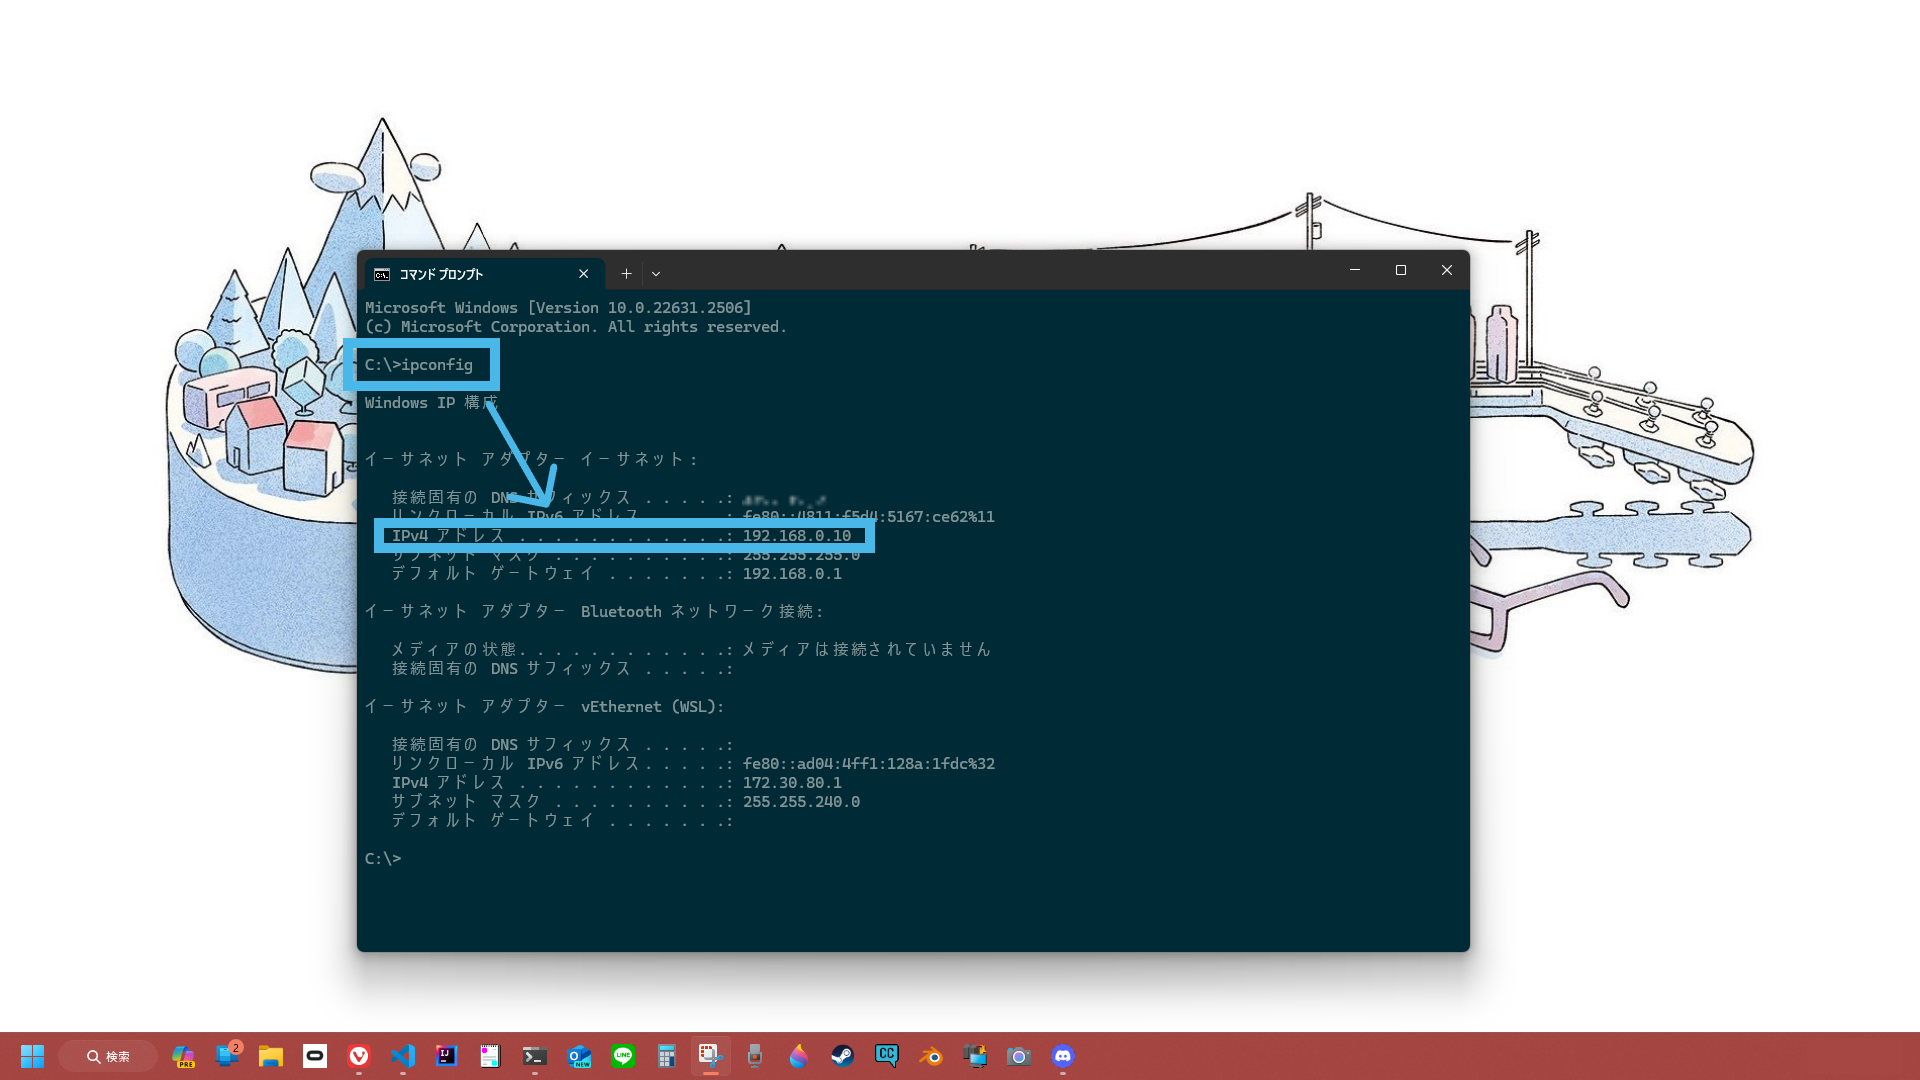 コマンド プロンプト
Microsoft Windows [Version 10.0.22631.2506]
(c) Microsoft Corporation. All rights reserved.
C:\>ipconfig
Windows IP 構成
イーサネット アダプター イーサネット:
接続固有の DNS サフィックス . . . . .:
リンクローカル IPv6 アドレス. . . . .: fe80::4811:f5d4:5167:ce62%11
IPv4 アドレス . . . . . . . . . . . .: 192.168.0.10
サブネット マスク . . . . . . . . . .: 255.255.255.0
デフォルト ゲートウェイ . . . . . . .: 192.168.0.1
イーサネット アダプター Bluetooth ネットワーク接続:
メディアの状態. . . . . . . . . . . .: メディアは接続されていません
接続固有の DNS サフィックス . . . . .:
イーサネット アダプター vEthernet (WSL):
接続固有の DNS サフィックス . . . . .:
リンクローカル IPv6 アドレス. . . . .: fe80::ad04:4ff1:128a:1fdc%32
IPv4 アドレス . . . . . . . . . . . .: 172.30.80.1
サブネット マスク . . . . . . . . . .: 255.255.240.0
デフォルト ゲートウェイ . . . . . . .:
C:\>
検索
PRE
2
IJ
NEW
LINE
CC